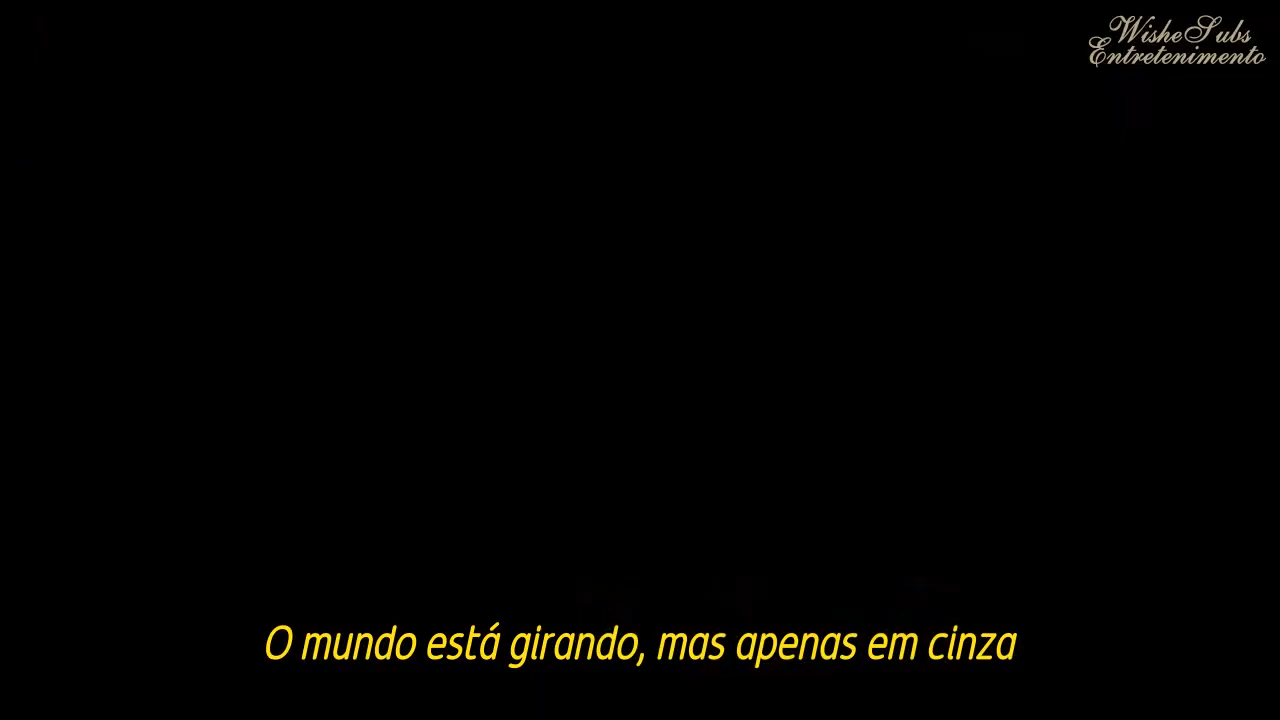 WisheSubs
Entretenimento
O mundo está girando, mas apenas em cinza